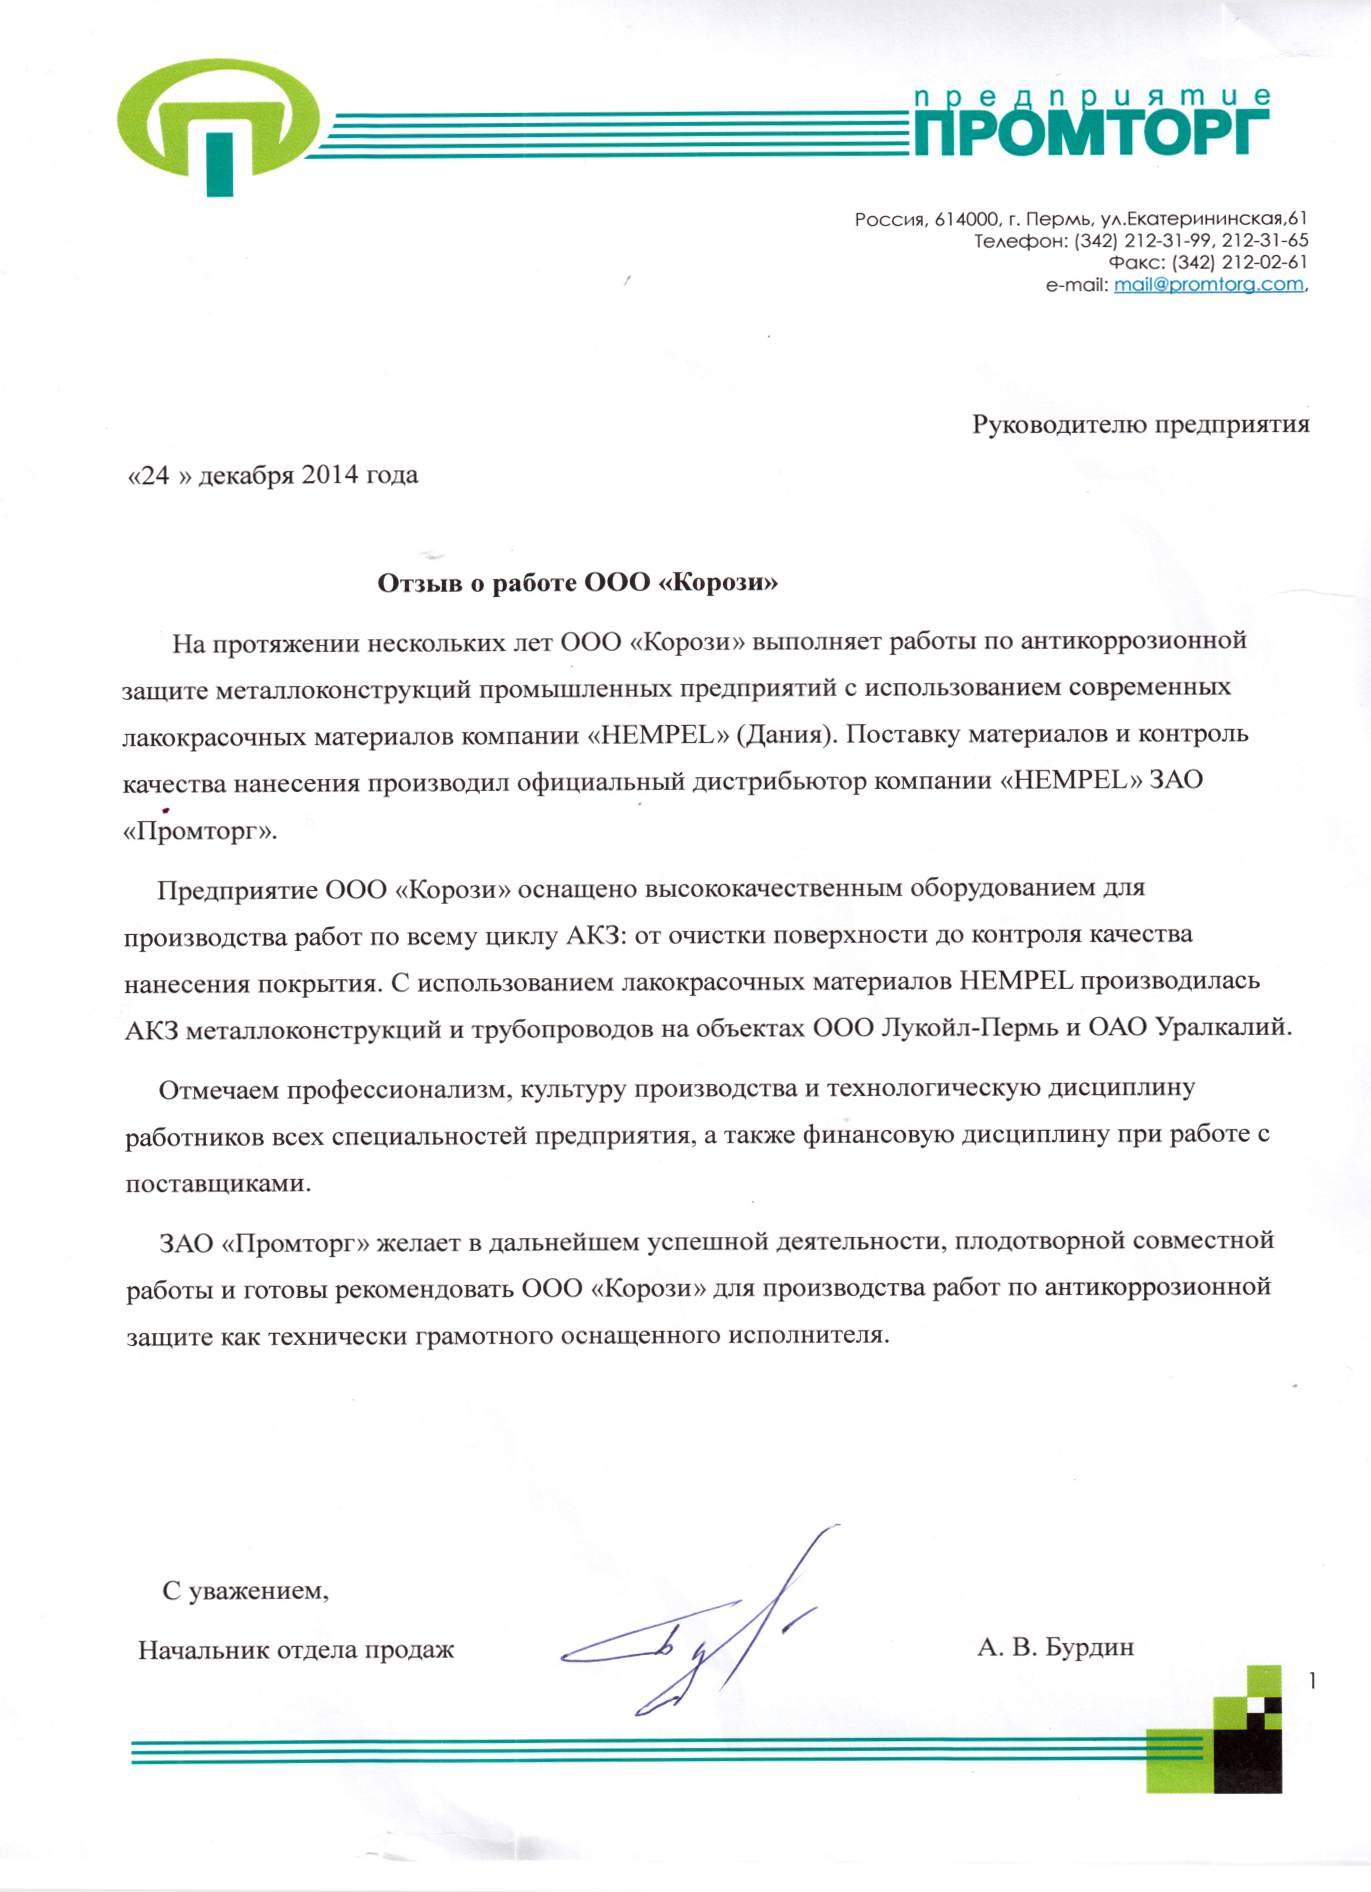 предприятие
ПРОМТОРГ
Россия, 614000, г. Пермь, ул.Екатерининская,61
Телефон: (342) 212-31-99, 212-31-65
Факс: (342) 212-02-61
e-mail: mail@promtorg.com,
Руководителю предприятия
«24 » декабря 2014 года
Отзыв о работе ООО «Корози»
На протяжении нескольких лет ООО «Корози» выполняет работы по антикоррозионной
защите металлоконструкций промышленных предприятий с использованием современных
лакокрасочных материалов компании «HEMPEL» (Дания). Поставку материалов и контроль
качества нанесения производил официальный дистрибьютор компании «HEMPEL» ЗАО
«Промторг».
Предприятие ООО «Корози» оснащено высококачественным оборудованием для
производства работ по всему циклу АКЗ: от очистки поверхности до контроля качества
нанесения покрытия. С использованием лакокрасочных материалов HEMPEL производилась
АКЗ металлоконструкций и трубопроводов на объектах ООО Лукойл-Пермь и ОАО Уралкалий.
Отмечаем профессионализм, культуру производства и технологическую дисциплину
работников всех специальностей предприятия, а также финансовую дисциплину при работе с
поставщиками.
ЗАО «Промторг» желает в дальнейшем успешной деятельности, плодотворной совместной
работы и готовы рекомендовать ООО «Корози» для производства работ по антикоррозионной
защите как технически грамотного оснащенного исполнителя.
С уважением,
Начальник отдела продаж
А. В. Бурдин
1